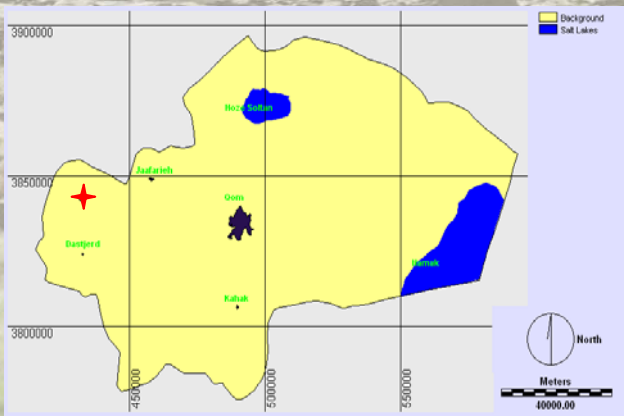 3900000
Background
Salt Lakes
Hoze Soltan
Jaafarieh
3850000
Qom
Dastjerd
Namak
Kahak
3800000
North
Meters
40000.00
450000
500000
550000